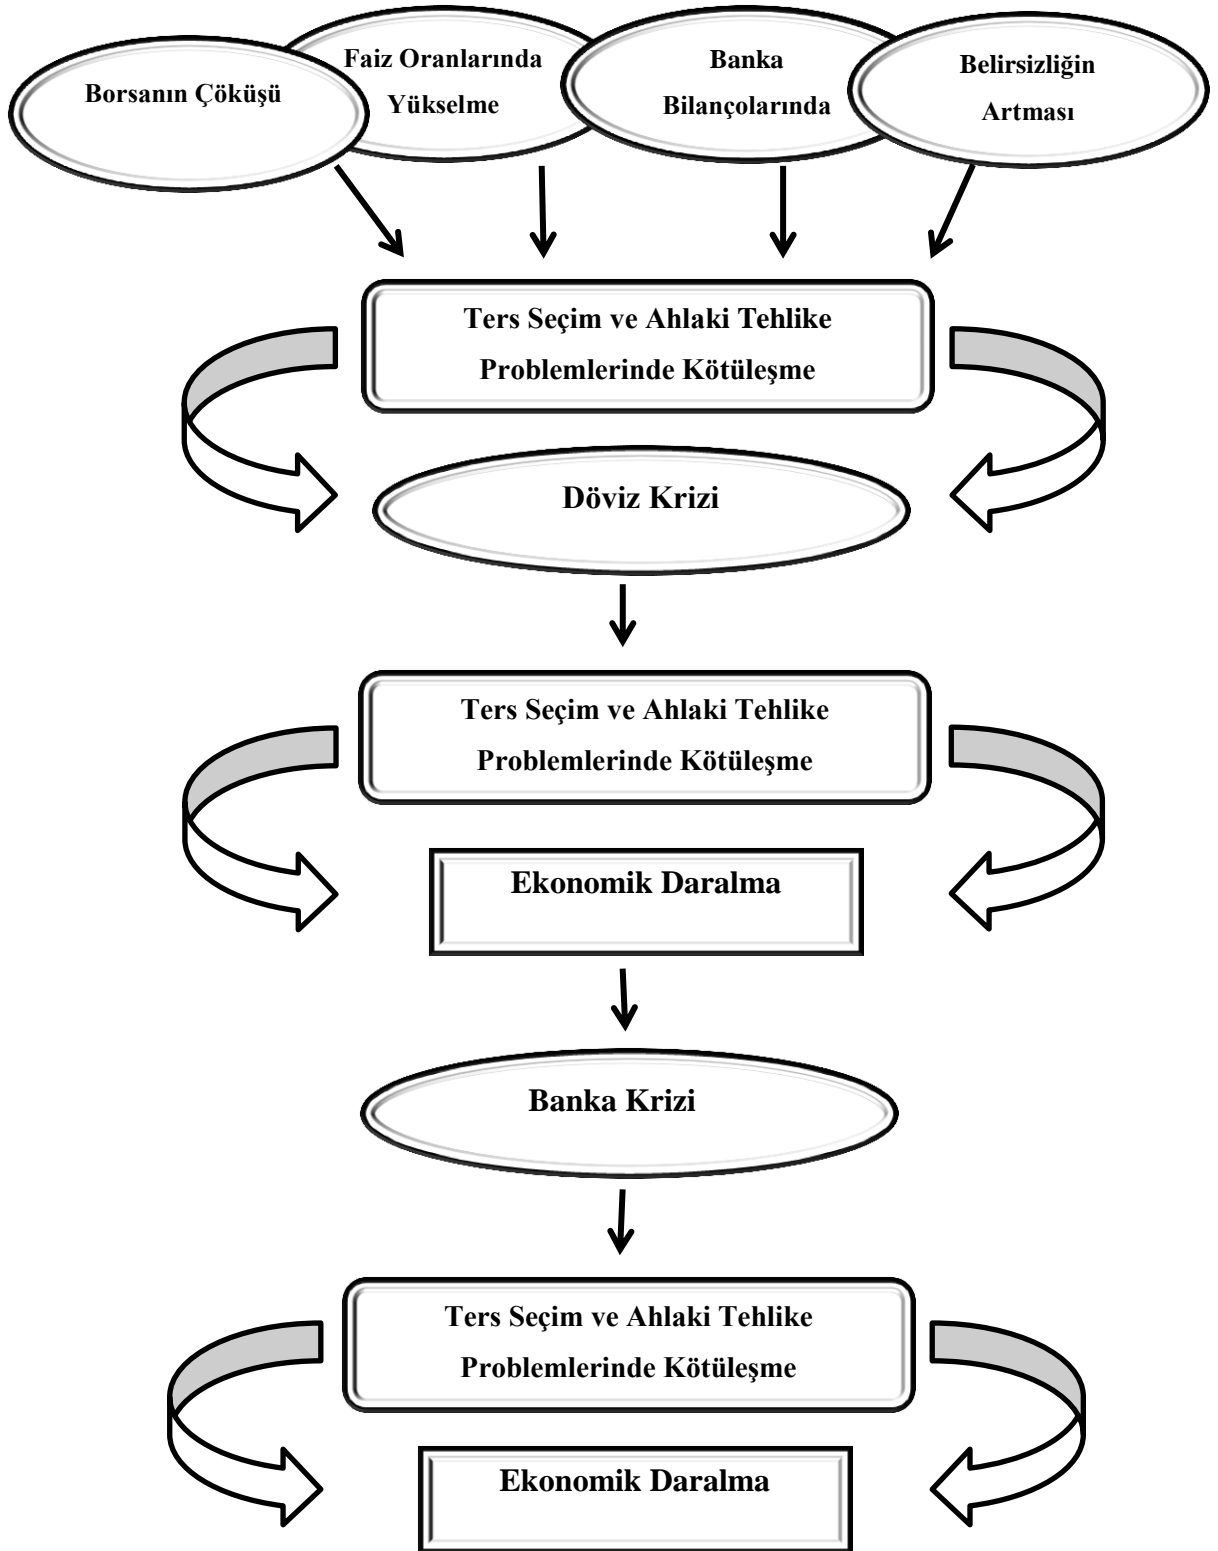 Borsanın Çöküşü
Faiz Oranlarında
Yükselme
Banka
Bilançolarında
Belirsizliğin
Artması
Ters Seçim ve Ahlaki Tehlike
Problemlerinde Kötüleşme
Döviz Krizi
Ters Seçim ve Ahlaki Tehlike
Problemlerinde Kötüleşme
Ekonomik Daralma
Banka Krizi
Ters Seçim ve Ahlaki Tehlike
Problemlerinde Kötüleşme
Ekonomik Daralma